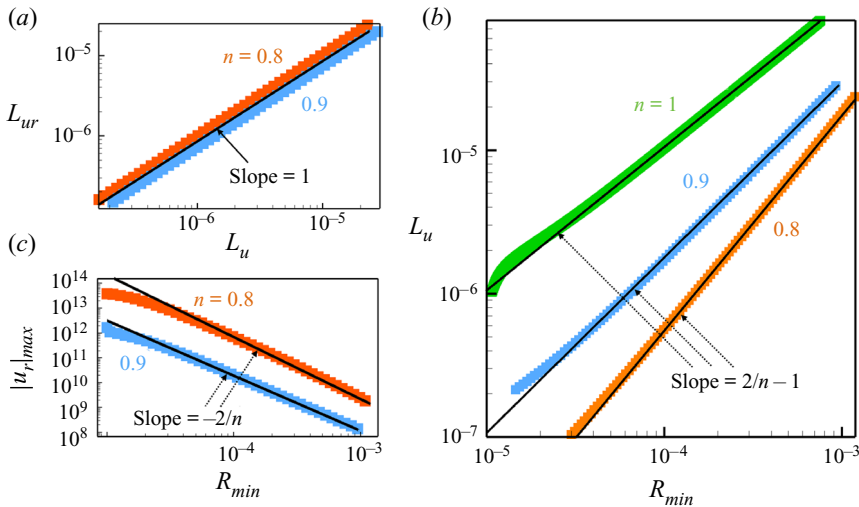 (a)
10⁻⁵
n = 0.8
0.9
L_ur
10⁻⁶
Slope = 1
10⁻⁶
10⁻⁵
L_u
(c)
10¹⁴
10¹³
10¹²
10¹¹
10¹⁰
10⁹
10⁸
n = 0.8
0.9
|u_r|_max
Slope = −2/n
10⁻⁴
10⁻³
R_min
(b)
n = 1
10⁻⁵
0.9
0.8
L_u
10⁻⁶
Slope = 2/n − 1
10⁻⁷
10⁻⁵
10⁻⁴
10⁻³
R_min